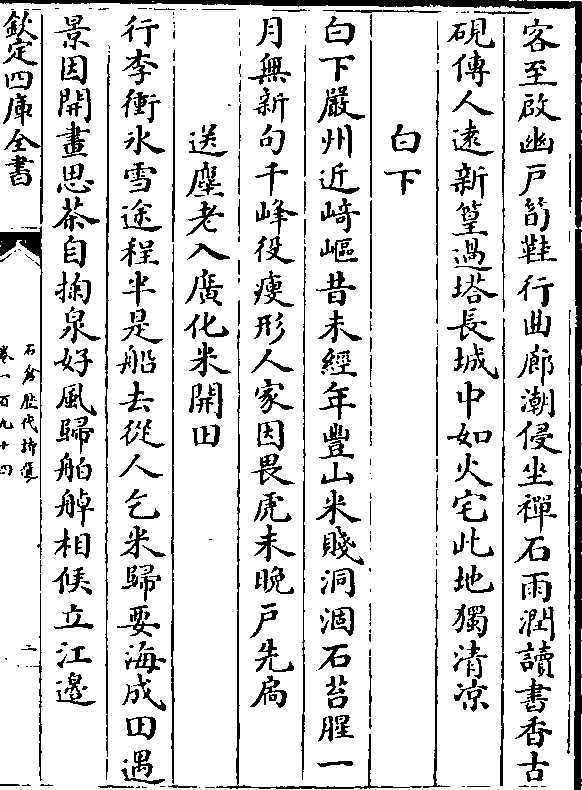 客至啟幽戸笻鞋行曲廊潮侵坐禪石雨潤讀書香古
硯傳人遠新篁過塔長城中如火宅此地獨清凉
白下
白下嚴州近崎嶇昔未經年豐山米賤洞涸石苔腥一
月無新句千峰役瘦形人家因畏虎未晚戸先扃
送塵老入廣化米開田
行李衝氷雪途程半是船去從人乞米歸要海成田遇
景因開畫思茶自掬泉好風歸舶䑲相候立江邊
欽定四庫全書
石倉歴代詩選
卷一百九十四
二